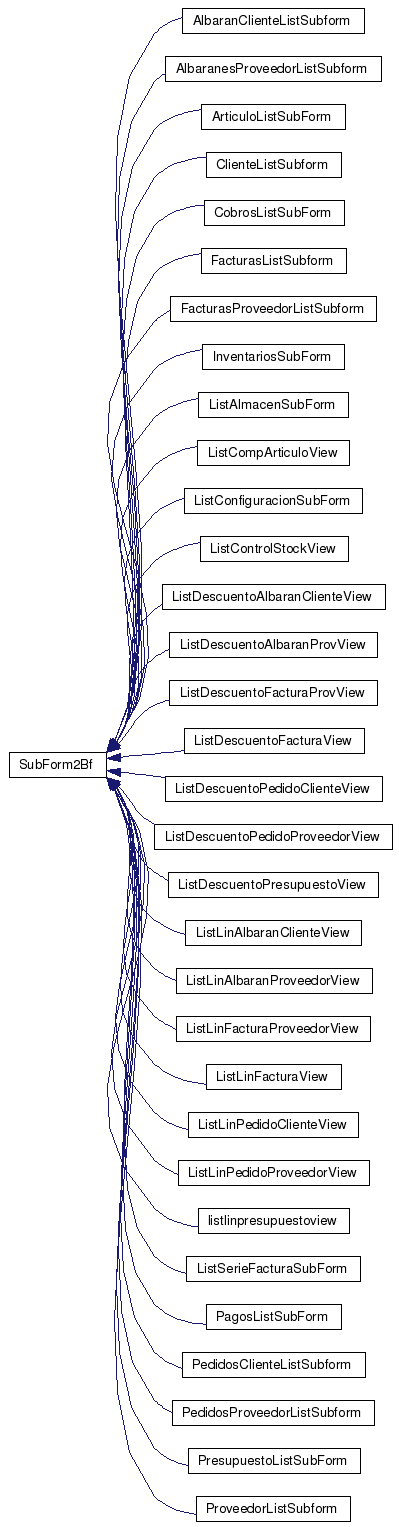 AlbaranClienteListSubform
AlbaranesProveedorListSubform
ArticuloListSubForm
ClienteListSubform
CobrosListSubForm
FacturasListSubform
FacturasProveedorListSubform
InventariosSubForm
ListAlmacenSubForm
ListCompArticuloView
ListConfiguracionSubForm
ListControlStockView
ListDescuentoAlbaranClienteView
ListDescuentoAlbaranProvView
ListDescuentoFacturaProvView
ListDescuentoFacturaView
SubForm2Bf
ListDescuentoPedidoClienteView
ListDescuentoPedidoProveedorView
ListDescuentoPresupuestoView
ListLinAlbaranClienteView
ListLinAlbaranProveedorView
ListLinFacturaProveedorView
ListLinFacturaView
ListLinPedidoClienteView
ListLinPedidoProveedorView
listlinpresupuestoview
ListSerieFacturaSubForm
PagosListSubForm
PedidosClienteListSubform
PedidosProveedorListSubform
PresupuestoListSubForm
ProveedorListSubform